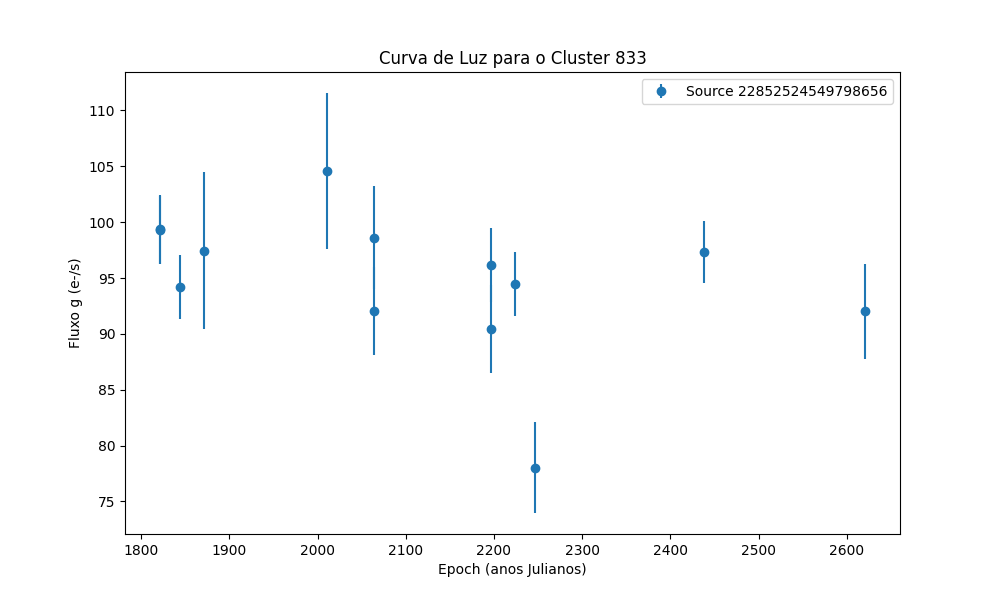 Curva de Luz para o Cluster 833
Source 22852524549798656
Fluxo g (e-/s)
110
105
100
95
90
85
80
75
1800 1900 2000 2100 2200 2300 2400 2500 2600
Epoch (anos Julianos)